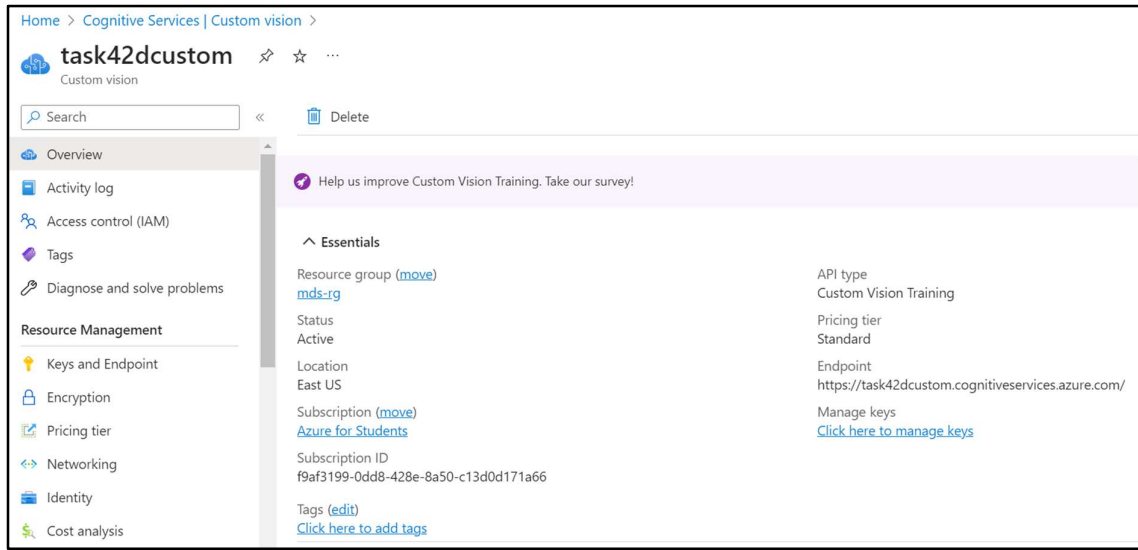 Home > Cognitive Services | Custom vision >
task42dcustom ...
Custom vision
Search
«
Delete
Overview
Activity log
Access control (IAM)
Tags
Diagnose and solve problems
Resource Management
Keys and Endpoint
Encryption
Pricing tier
Networking
Identity
Cost analysis
Help us improve Custom Vision Training. Take our survey!
Essentials
Resource group (move)
mds-rg
Status
Active
Location
East US
Subscription (move)
Azure for Students
Subscription ID
f9af3199-0dd8-428e-8a50-c13d0d171a66
Tags (edit)
Click here to add tags
API type
Custom Vision Training
Pricing tier
Standard
Endpoint
https://task42dcustom.cognitiveservices.azure.com/
Manage keys
Click here to manage keys